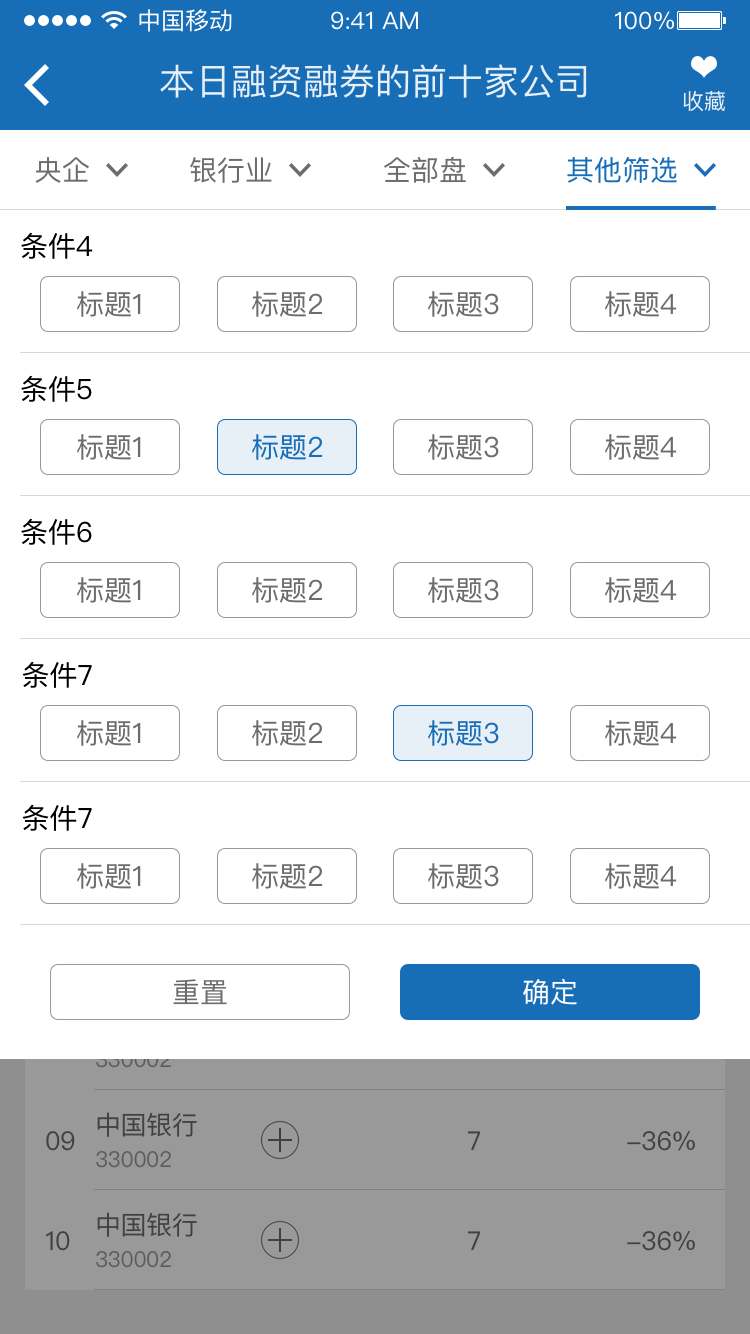 中国移动 9:41 AM 100%
本日融资融券的前十家公司
收藏
央企 银行业 全部盘 其他筛选
条件4
标题1 标题2 标题3 标题4
条件5
标题1 标题2 标题3 标题4
条件6
标题1 标题2 标题3 标题4
条件7
标题1 标题2 标题3 标题4
条件7
标题1 标题2 标题3 标题4
重置 确定
330002
09 中国银行 7 –36%
330002
10 中国银行 7 –36%
330002